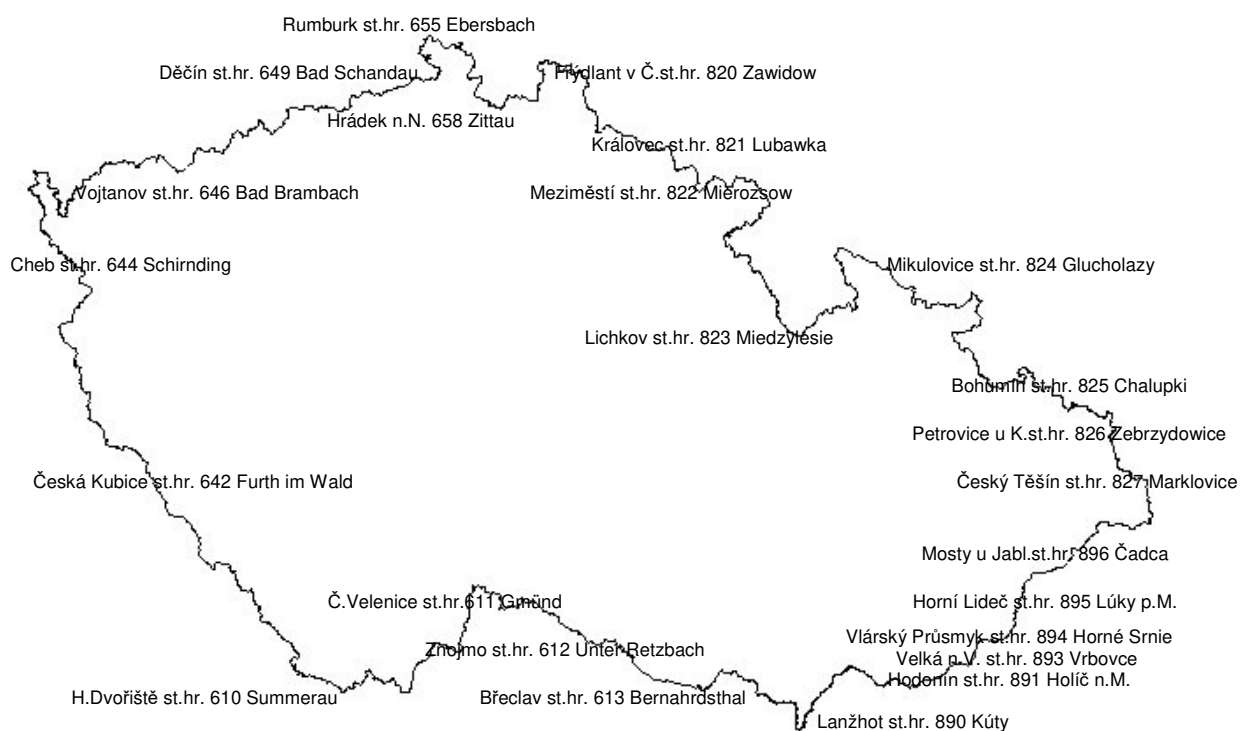 Rumburk st.hr. 655 Ebersbach
Děčín st.hr. 649 Bad Schandau
Frýdlant v Č.st.hr. 820 Zawidow
Hrádek n.N. 658 Zittau
Královec st.hr. 821 Lubawka
Vojtanov st.hr. 646 Bad Brambach
Meziměstí st.hr. 822 Mierozsow
Cheb st.hr. 644 Schirnding
Mikulovice st.hr. 824 Glucholazy
Lichkov st.hr. 823 Miedzylesie
Bohumín st.hr. 825 Chalupki
Petrovice u K.st.hr. 826 Zebrzydowice
Česká Kubice st.hr. 642 Furth im Wald
Český Těšín st.hr. 827 Marklovice
Mosty u Jabl.st.hr. 896 Čadca
Č.Velenice st.hr.611 Gmünd
Horní Lideč st.hr. 895 Lúky p.M.
Vlárský Průsmyk st.hr. 894 Horné Srnie
Znojmo st.hr. 612 Unter Retzbach
Velká n.V. st.hr. 893 Vrbovce
Hodonín st.hr. 891 Holíč n.M.
H.Dvořiště st.hr. 610 Summerau
Břeclav st.hr. 613 Bernahrdsthal
Lanžhot st.hr. 890 Kúty